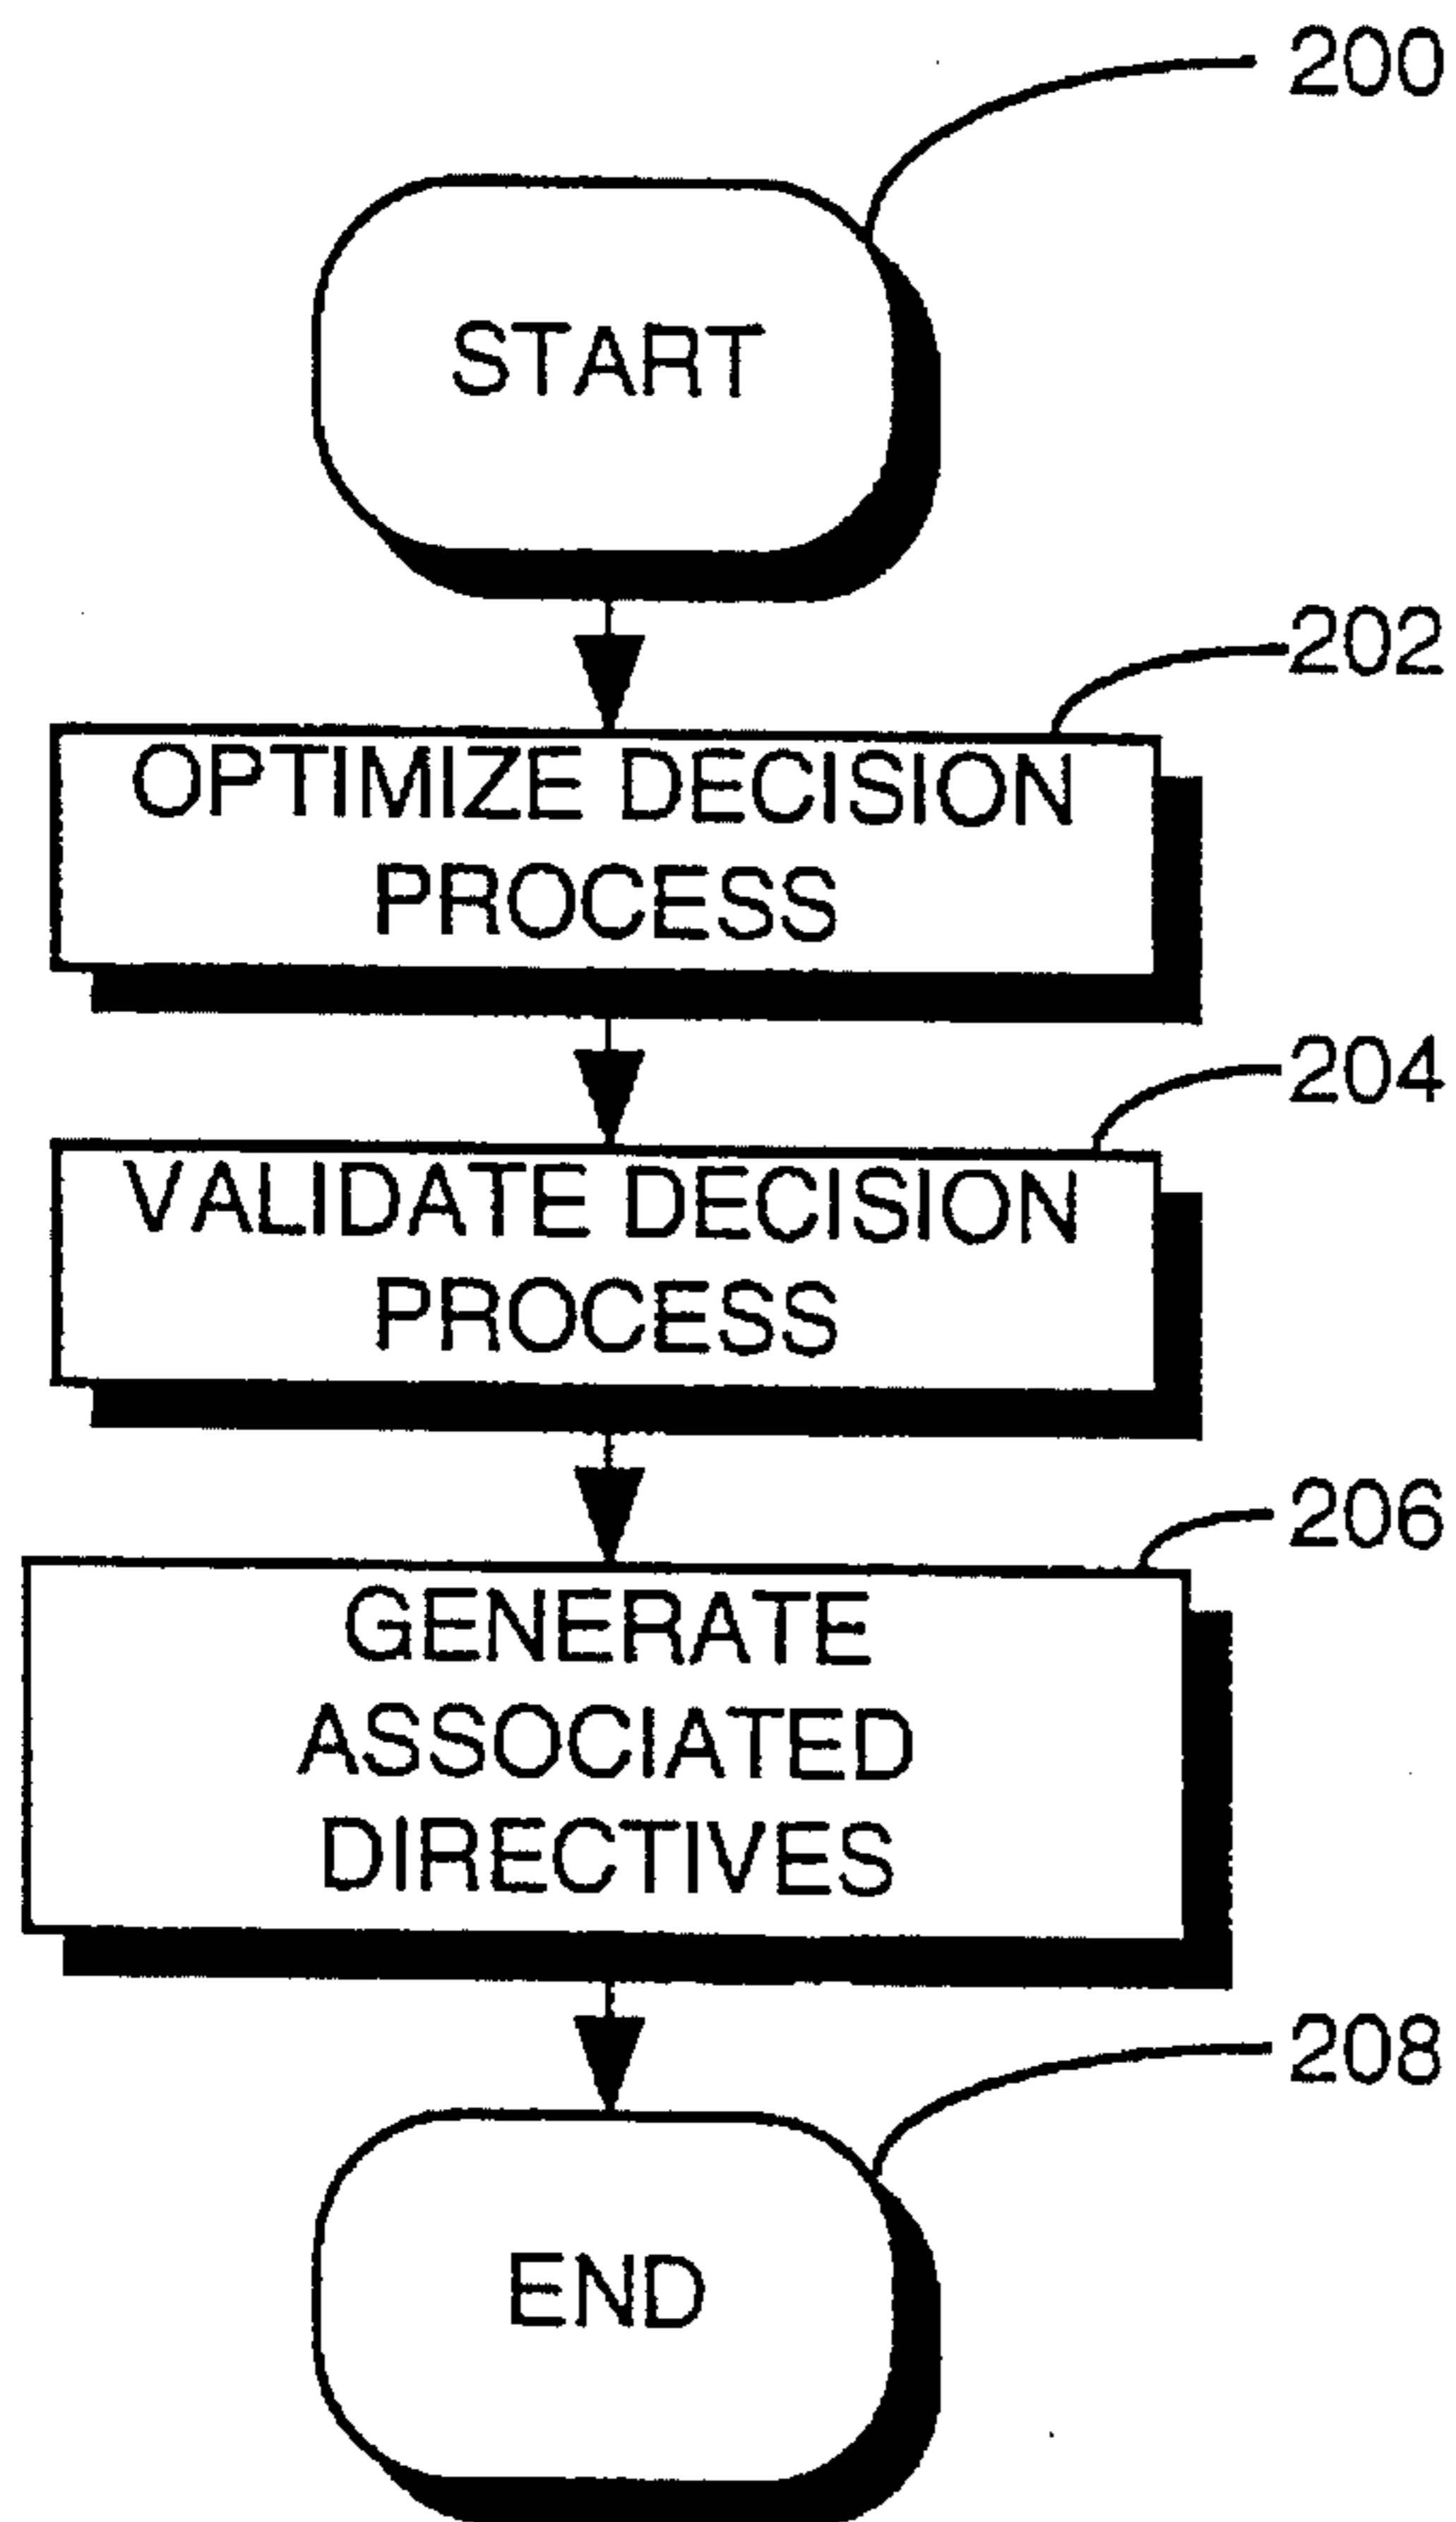 200
START
202
OPTIMIZE DECISION
PROCESS
204
VALIDATE DECISION
PROCESS
206
GENERATE
ASSOCIATED
DIRECTIVES
208
END